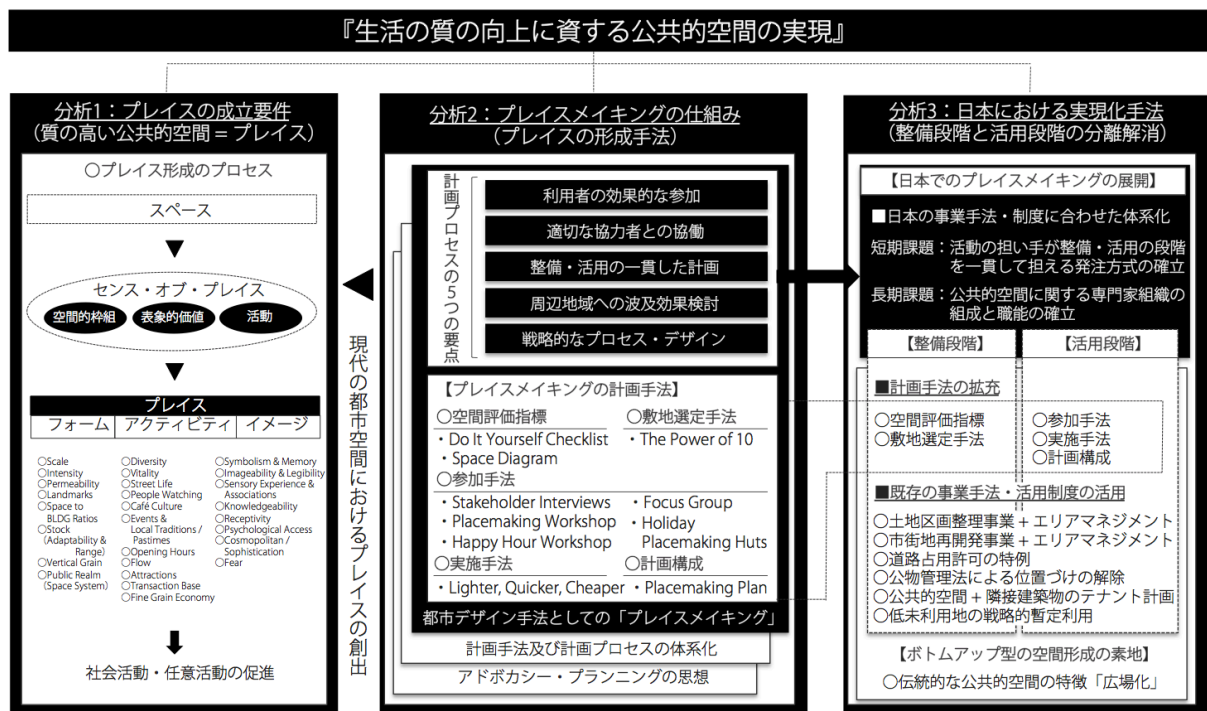 『生活の質の向上に資する公共的空間の実現』
分析1：プレイスの成立要件
(質の高い公共的空間 = プレイス)
○プレイス形成のプロセス
スペース
センス・オブ・プレイス
空間的枠組
表象的価値
活動
プレイス
フォーム
アクティビティ
イメージ
○Scale
○Intensity
○Permeability
○Landmarks
○Space to
BLDG Ratios
○Stock
(Adaptability &
Range)
○Vertical Grain
○Public Realm
(Space System)
○Diversity
○Vitality
○Street Life
○People Watching
○Café Culture
○Events &
Local Traditions /
Pastimes
○Opening Hours
○Flow
○Attractions
○Transaction Base
○Fine Grain Economy
○Symbolism & Memory
○Imageability & Legibility
○Sensory Experience &
Associations
○Knowledgeability
○Receptivity
○Psychological Access
○Cosmopolitan /
Sophistication
○Fear
社会活動・任意活動の促進
現代の都市空間におけるプレイスの創出
分析2：プレイスメイキングの仕組み
(プレイスの形成手法)
計画プロセスの5つの要点
利用者の効果的な参加
適切な協力者との協働
整備・活用の一貫した計画
周辺地域への波及効果検討
戦略的なプロセス・デザイン
【プレイスメイキングの計画手法】
○空間評価指標
・Do It Yourself Checklist
・Space Diagram
○敷地選定手法
・The Power of 10
○参加手法
・Stakeholder Interviews
・Placemaking Workshop
・Happy Hour Workshop
・Focus Group
・Holiday
Placemaking Huts
○実施手法
・Lighter, Quicker, Cheaper
○計画構成
・Placemaking Plan
都市デザイン手法としての「プレイスメイキング」
計画手法及び計画プロセスの体系化
アドボカシー・プランニングの思想
分析3：日本における実現化手法
(整備段階と活用段階の分離解消)
【日本でのプレイスメイキングの展開】
■日本の事業手法・制度に合わせた体系化
短期課題：活動の担い手が整備・活用の段階
を一貫して担える発注方式の確立
長期課題：公共的空間に関する専門家組織の
組成と職能の確立
【整備段階】
【活用段階】
■計画手法の拡充
○空間評価指標
○敷地選定手法
○参加手法
○実施手法
○計画構成
■既存の事業手法・活用制度の活用
○土地区画整理事業 + エリアマネジメント
○市街地再開発事業 + エリアマネジメント
○道路占用許可の特例
○公物管理法による位置づけの解除
○公共的空間 + 隣接建築物のテナント計画
○低未利用地の戦略的暫定利用
【ボトムアップ型の空間形成の素地】
○伝統的な公共的空間の特徴「広場化」